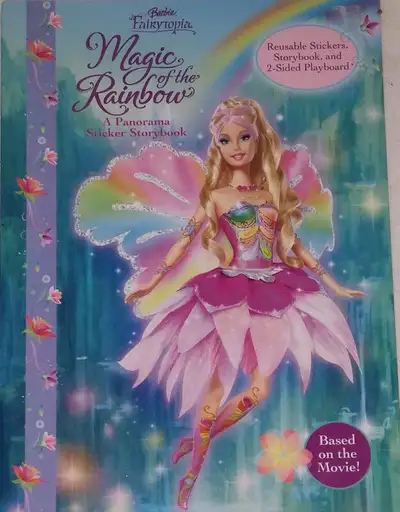 Barbie
Fairytopia
Magic
of the
Rainbow
A Panorama
Sticker Storybook
Reusable Stickers,
Storybook, and
2-Sided Playboard
Based
on the
Movie!